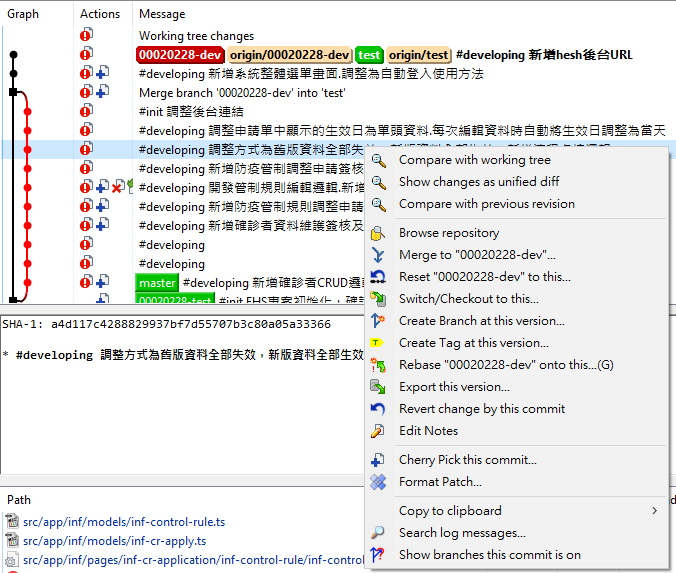 Graph Actions Message
Working tree changes
00020228-dev origin/00020228-dev test origin/test #developing 新增hesh後台URL
#developing 新增系統整體選單畫面.調整為自動登入使用方法
Merge branch '00020228-dev' into 'test'
#init 調整後台連結
#developing 調整申請單中顯示的生效日為單頭資料.每次編輯資料時自動將生效日調整為當天
#developing 調整方式為舊版資料全部失
#developing 新增防疫管制調整申請簽核
#developing 開發管制規則編輯邏輯.新增
#developing 新增防疫管制規則調整申請
#developing 新增確診者資料維護簽核及
#developing
#developing
master #developing 新增確診者CRUD邏
00020228-test #init EHS專案初始化，確
SHA-1: a4d117c4288829937bf7d55707b3c80a05a33366
* #developing 調整方式為舊版資料全部失效，新版資料全部生效
Path
src/app/inf/models/inf-control-rule.ts
src/app/inf/models/inf-cr-apply.ts
src/app/inf/pages/inf-cr-application/inf-control-rule/inf-contro
Compare with working tree
Show changes as unified diff
Compare with previous revision
Browse repository
Merge to "00020228-dev"...
Reset "00020228-dev" to this...
Switch/Checkout to this...
Create Branch at this version...
Create Tag at this version...
Rebase "00020228-dev" onto this...(G)
Export this version...
Revert change by this commit
Edit Notes
Cherry Pick this commit...
Format Patch...
Copy to clipboard
Search log messages...
Show branches this commit is on